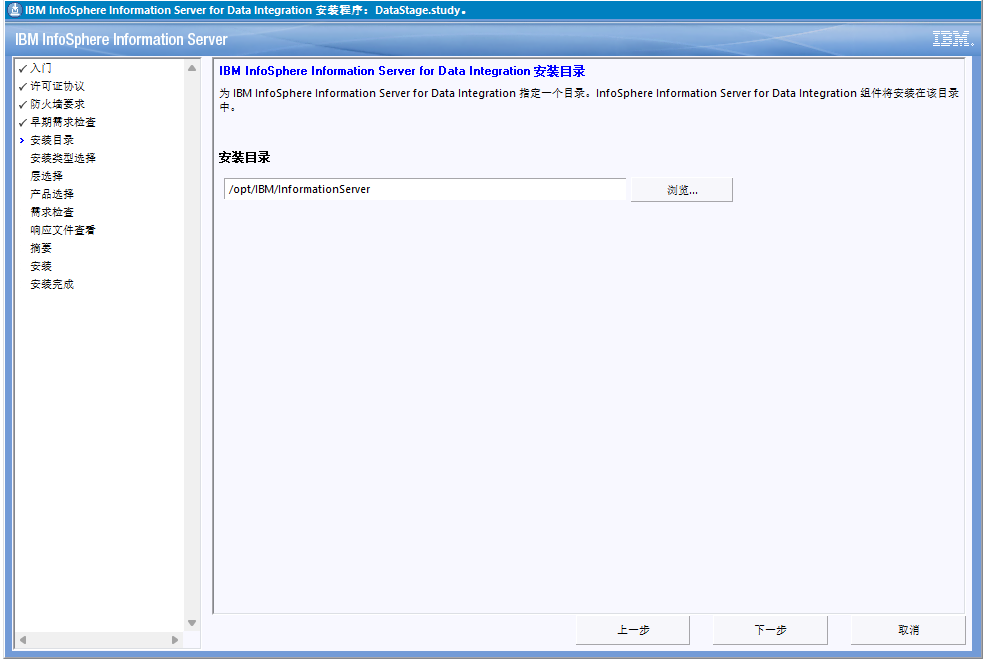 IBM InfoSphere Information Server for Data Integration 安装程序：DataStage.study。
IBM InfoSphere Information Server
IBM.
入门
许可证协议
防火墙要求
早期需求检查
安装目录
安装类型选择
层选择
产品选择
需求检查
响应文件查看
摘要
安装
安装完成
IBM InfoSphere Information Server for Data Integration 安装目录
为 IBM InfoSphere Information Server for Data Integration 指定一个目录。InfoSphere Information Server for Data Integration 组件将安装在该目录
中。
安装目录
/opt/IBM/InformationServer
浏览...
上一步
下一步
取消